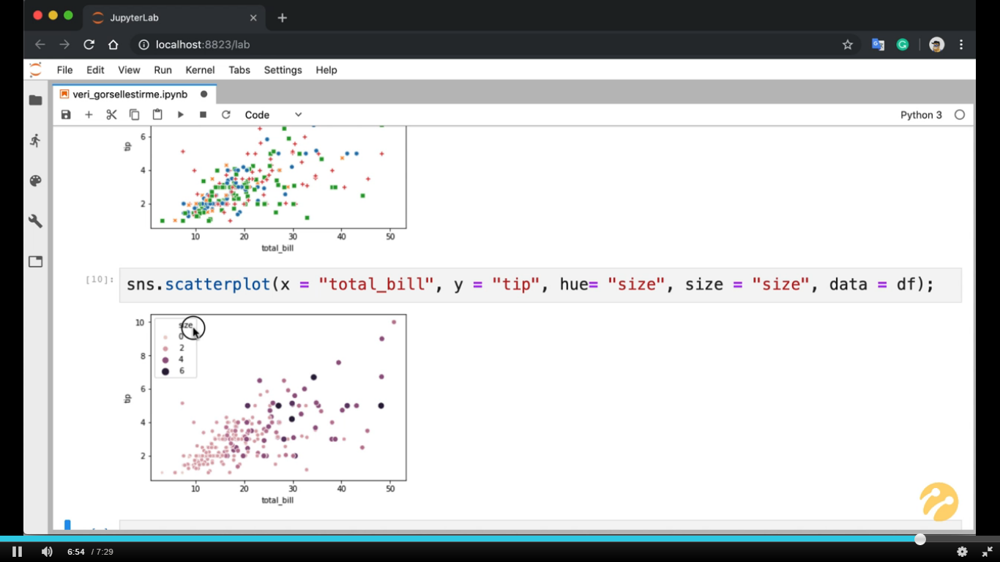 JupyterLab
localhost:8823/lab
File Edit View Run Kernel Tabs Settings Help
veri_gorsellestirme.ipynb
Code
Python 3
6
tip
4
2
10 20 30 40 50
total_bill
[10]:
sns.scatterplot(x = "total_bill", y = "tip", hue= "size", size = "size", data = df);
10
size
0
2
8
4
6
6
tip
4
2
10 20 30 40 50
total_bill
6:54 / 7:29